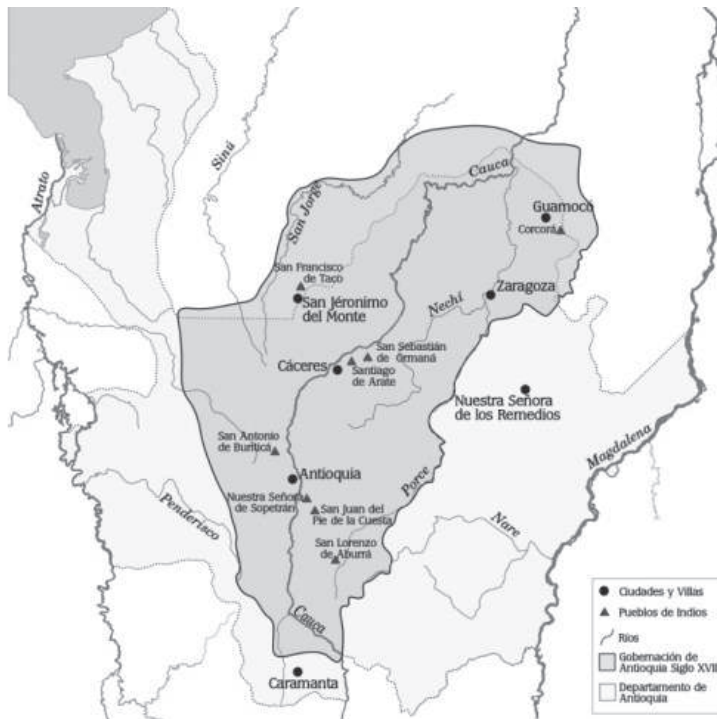 Atrato
Sinú
San Jorge
Cauca
Guamocó
Corcorá
San Francisco
de Taco
San Jéronimo
del Monte
Nechí
Zaragoza
Cáceres
San Sebastián
de Ormaná
Santiago
de Arate
Nuestra Señora
de los Remedios
Magdalena
San Antonio
de Buriticá
Antioquia
Porce
Nuestra Señora
de Sopetrán
San Juan del
Pie de la Cuesta
Penderisco
Nare
San Lorenzo
de Aburrá
Cauca
Caramanta
Ciudades y Villas
Pueblos de Indios
Ríos
Gobernación de
Antioquia Siglo XVII
Departamento de
Antioquia